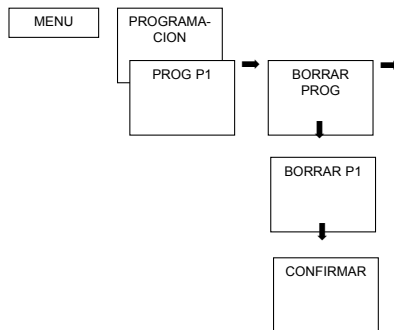 MENU
PROGRAMA-
CION
PROG P1
BORRAR
PROG
BORRAR P1
CONFIRMAR